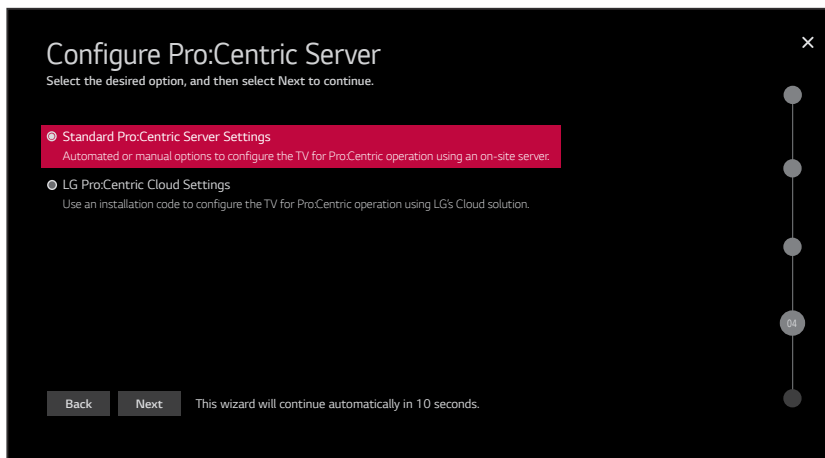 Configure Pro:Centric Server
Select the desired option, and then select Next to continue.
Standard Pro:Centric Server Settings
Automated or manual options to configure the TV for Pro:Centric operation using an on-site server.
LG Pro:Centric Cloud Settings
Use an installation code to configure the TV for Pro:Centric operation using LG's Cloud solution.
04
Back Next This wizard will continue automatically in 10 seconds.